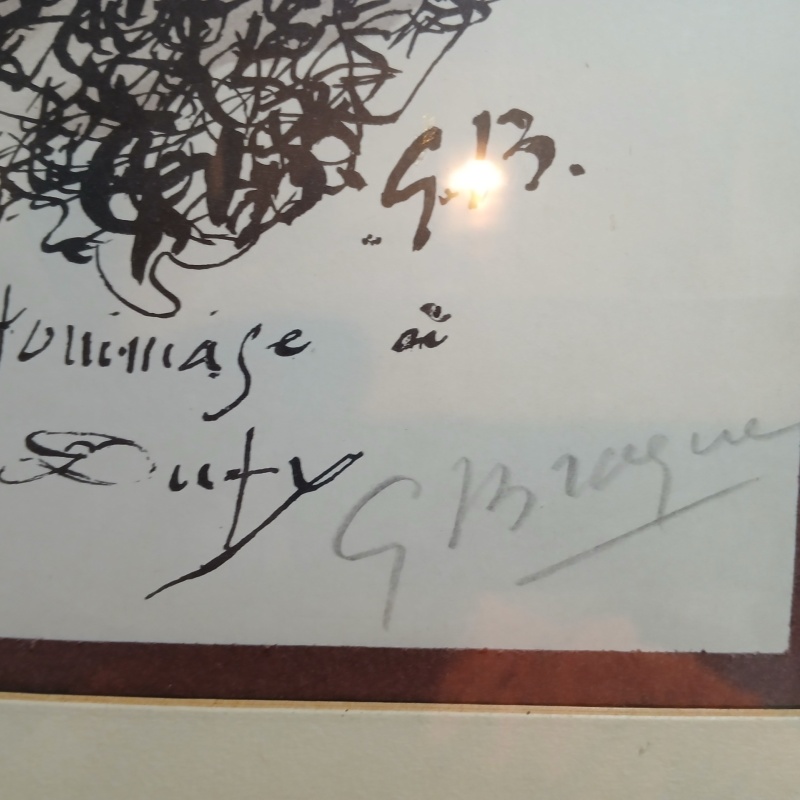 G. B.
Hommage à
Dufy
G Braque